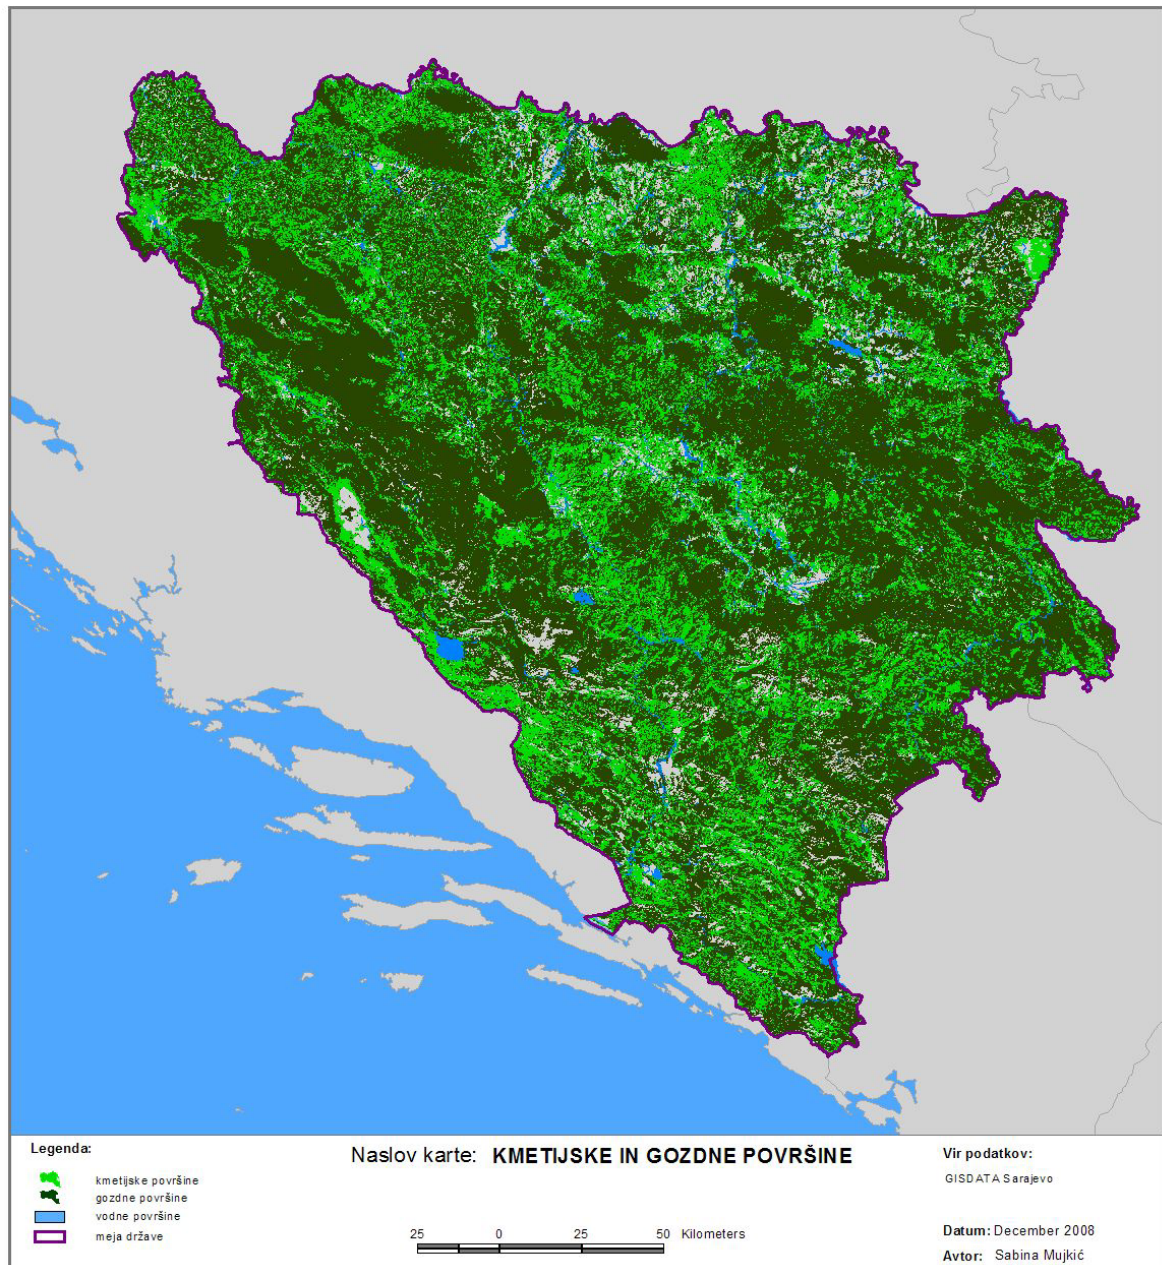 Legenda:
kmetijske površine
gozdne površine
vodne površine
meja države
Naslov karte: KMETIJSKE IN GOZDNE POVRŠINE
25 0 25 50 Kilometers
Vir podatkov:
GISDATA Sarajevo
Datum: December 2008
Avtor: Sabina Mujkić